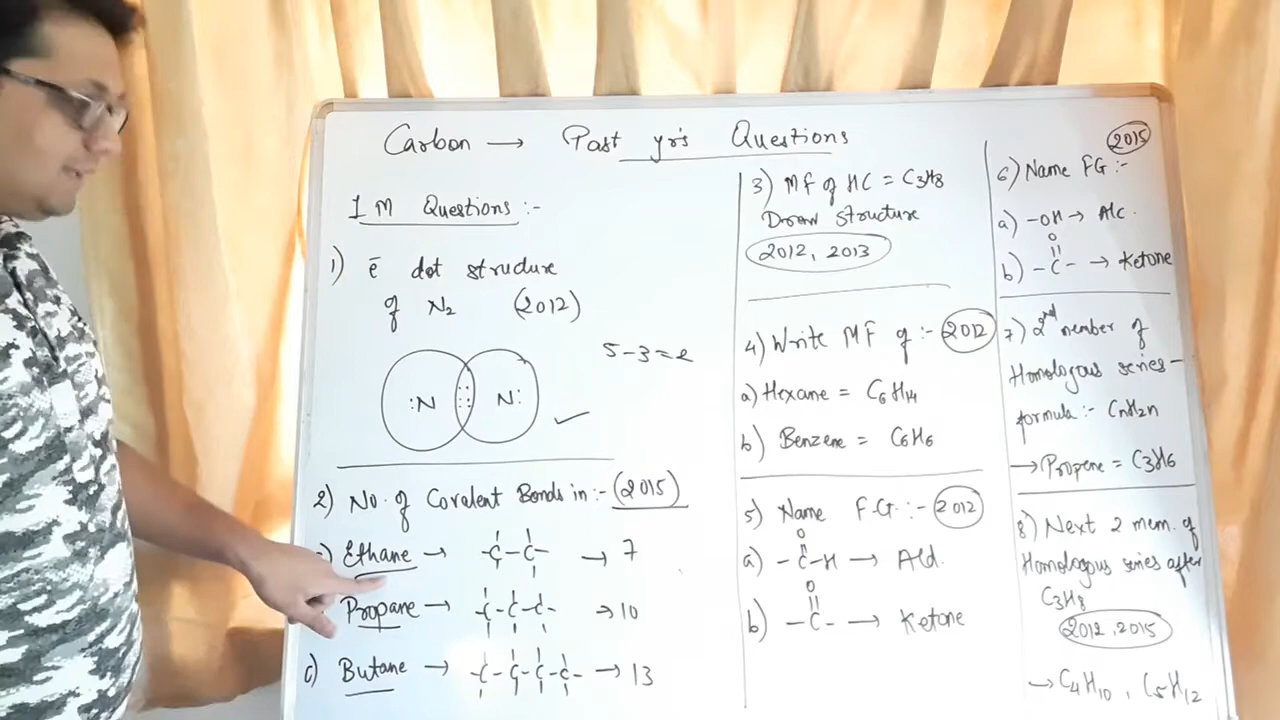 Carbon → Past yr's Questions
1 M Questions :-
1) ē dot structure
of N2 (2012)
5-3=2
:N :::  N:
2) No. of Covalent Bonds in :- (2015)
Ethane → -C-C- → 7
Propane → -C-C-C- → 10
c) Butane → -C-C-C-C- → 13
3) MF of HC = C3H8
Draw Structure
2012, 2013
4) Write MF of :- 2012
a) Hexane = C6H14
b) Benzene = C6H6
5) Name F.G. :- 2012
O
a) -C-H → Ald.
O
b) -C- → Ketone
2015
6) Name FG :-
a) -OH → Alc.
O
b) -C- → Ketone
7) 2nd member of
Homologous series -
formula :- CnH2n
→ Propene = C3H6
8) Next 2 mem. of
Homologous series after
C3H8
2012, 2015
→ C4H10, C5H12